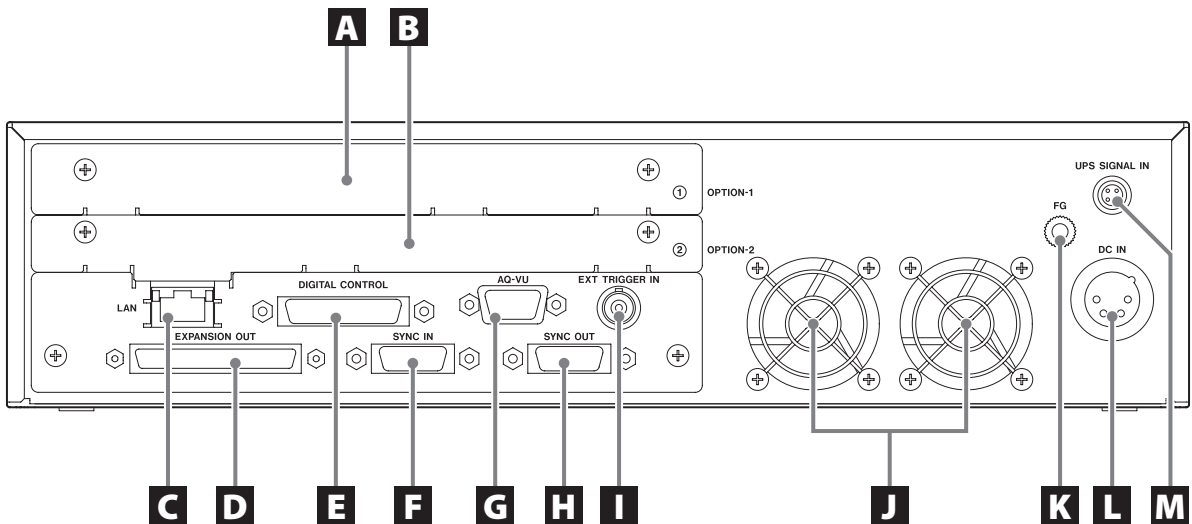 A B
UPS SIGNAL IN
① OPTION-1
FG
② OPTION-2
DC IN
AQ-VU
EXT TRIGGER IN
DIGITAL CONTROL
LAN
EXPANSION OUT
SYNC IN
SYNC OUT
C D E F G H I J K L M